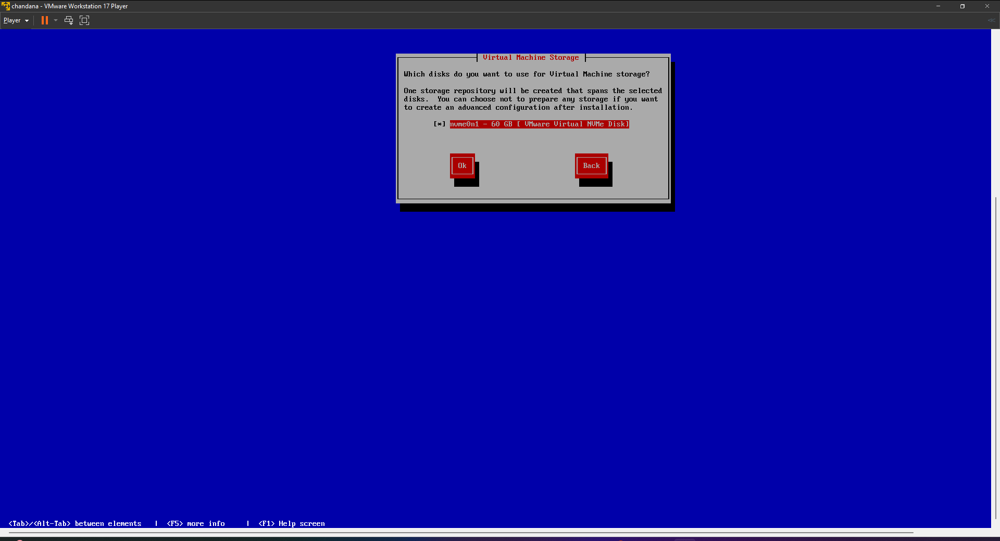 chandana - VMware Workstation 17 Player
Player
Virtual Machine Storage
Which disks do you want to use for Virtual Machine storage?
One storage repository will be created that spans the selected
disks.  You can choose not to prepare any storage if you want
to create an advanced configuration after installation.
[*] nvme0n1 - 60 GB [ VMware Virtual NVMe Disk]
Ok
Back
<Tab>/<Alt-Tab> between elements   |  <F5> more info     |  <F1> Help screen